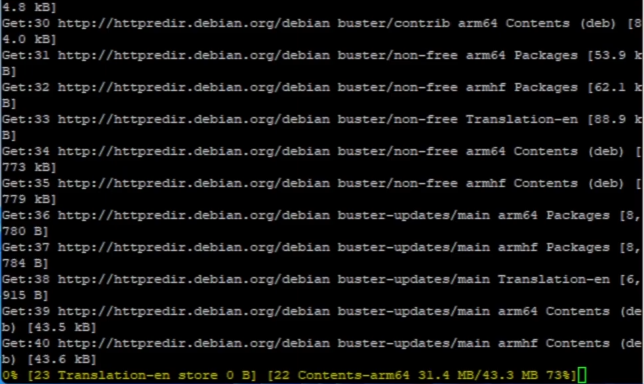 4.8 kB]
Get:30 http://httpredir.debian.org/debian buster/contrib arm64 Contents (deb) [8
4.0 kB]
Get:31 http://httpredir.debian.org/debian buster/non-free arm64 Packages [53.9 k
B]
Get:32 http://httpredir.debian.org/debian buster/non-free armhf Packages [62.1 k
B]
Get:33 http://httpredir.debian.org/debian buster/non-free Translation-en [88.9 k
B]
Get:34 http://httpredir.debian.org/debian buster/non-free arm64 Contents (deb) [
773 kB]
Get:35 http://httpredir.debian.org/debian buster/non-free armhf Contents (deb) [
779 kB]
Get:36 http://httpredir.debian.org/debian buster-updates/main arm64 Packages [8,
780 B]
Get:37 http://httpredir.debian.org/debian buster-updates/main armhf Packages [8,
784 B]
Get:38 http://httpredir.debian.org/debian buster-updates/main Translation-en [6,
915 B]
Get:39 http://httpredir.debian.org/debian buster-updates/main arm64 Contents (de
b) [43.5 kB]
Get:40 http://httpredir.debian.org/debian buster-updates/main armhf Contents (de
b) [43.6 kB]
0% [23 Translation-en store 0 B] [22 Contents-arm64 31.4 MB/43.3 MB 73%]